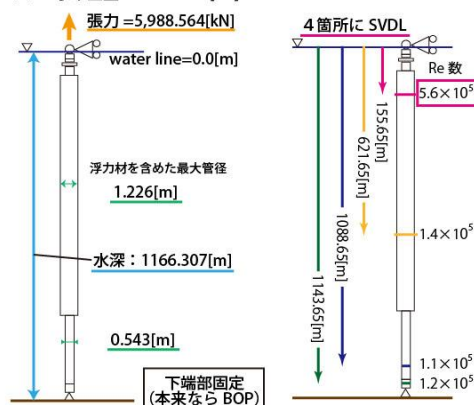 張力 =5,988.564[kN]
water line=0.0[m]
浮力材を含めた最大管径
1.226[m]
水深：1166.307[m]
0.543[m]
下端部固定
(本来なら BOP)
４箇所に SVDL
Re 数
5.6×10⁵
155.65[m]
621.65[m]
1088.65[m]
1143.65[m]
1.4×10⁵
1.1×10⁵
1.2×10⁵